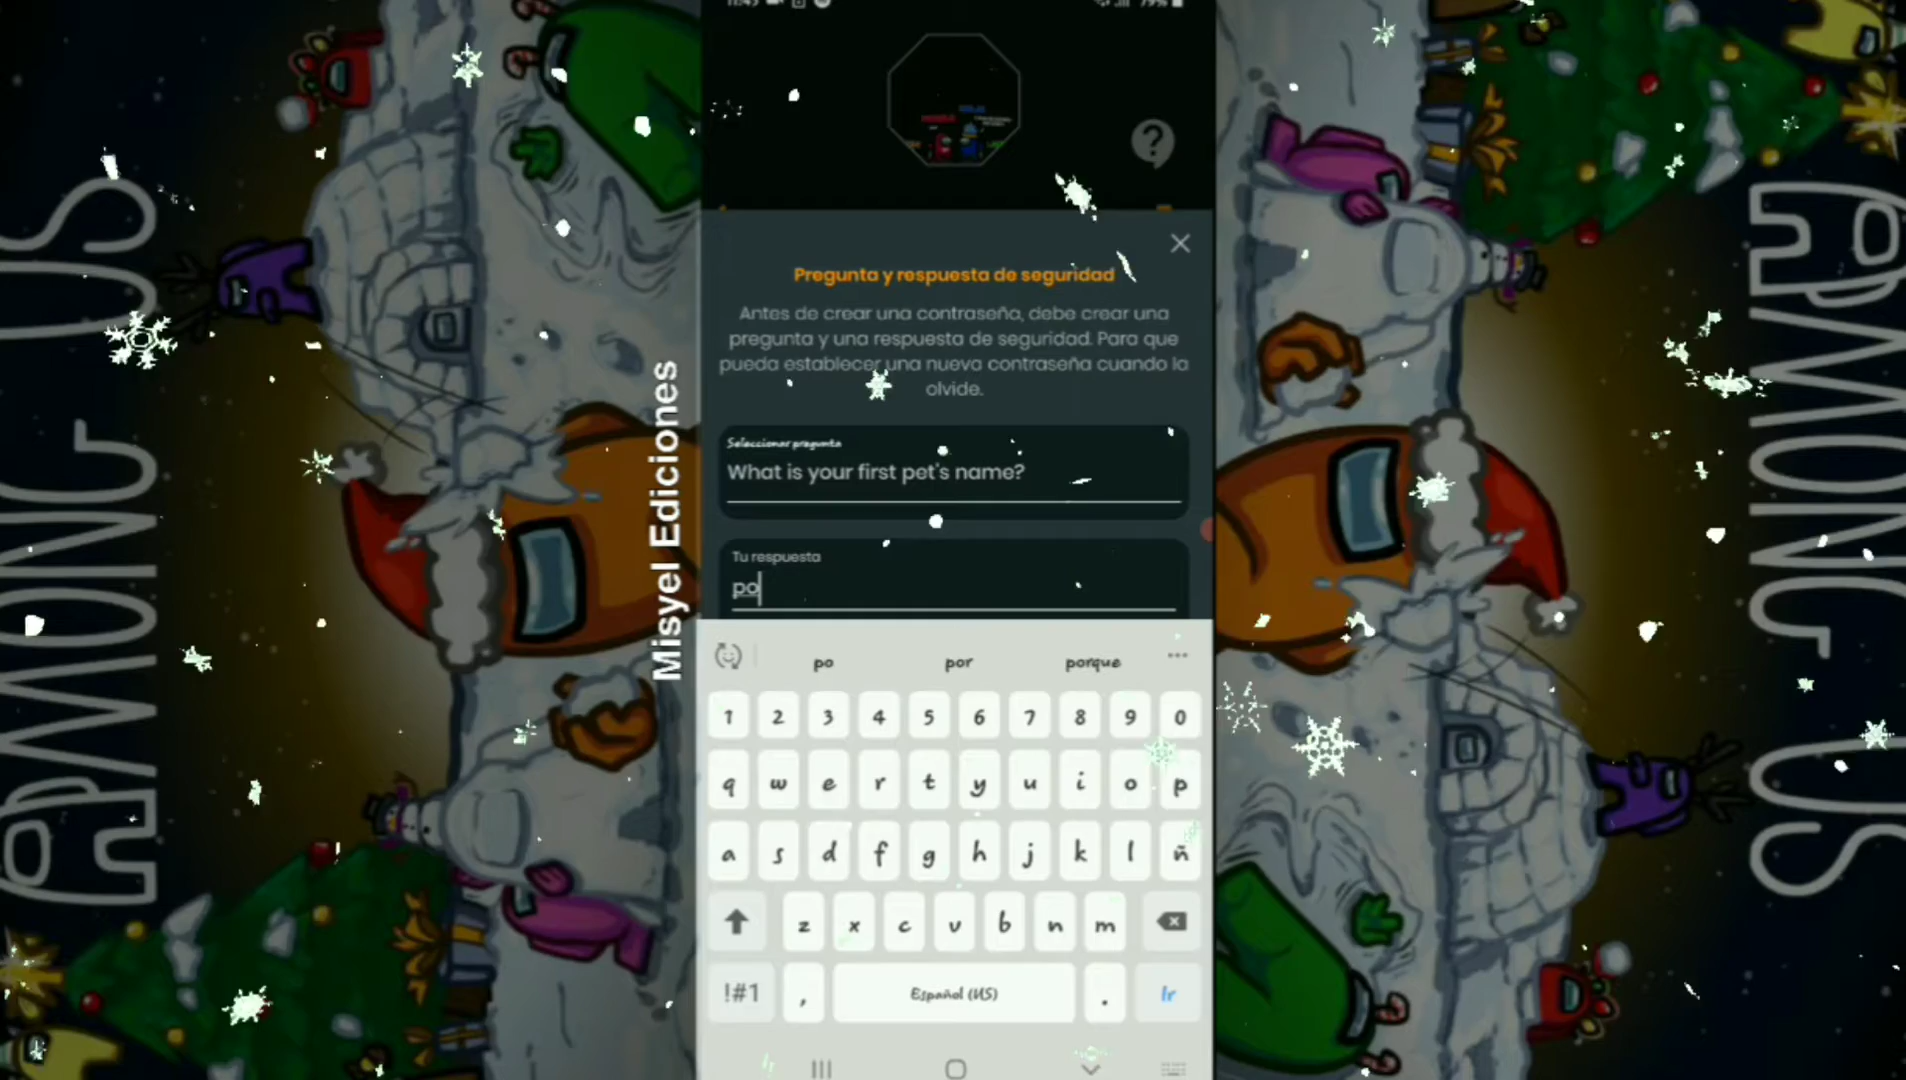 11:43
79%
Pregunta y respuesta de seguridad
Antes de crear una contraseña, debe crear una
pregunta y una respuesta de seguridad. Para que
pueda establecer una nueva contraseña cuando la
olvide.
Seleccionar pregunta
What is your first pet's name?
Tu respuesta
po
po por porque
1 2 3 4 5 6 7 8 9 0
q w e r t y u i o p
a s d f g h j k l ñ
z x c v b n m
!#1 , Español (US) . Ir
Misyel Ediciones
AMONG US
AMONG US